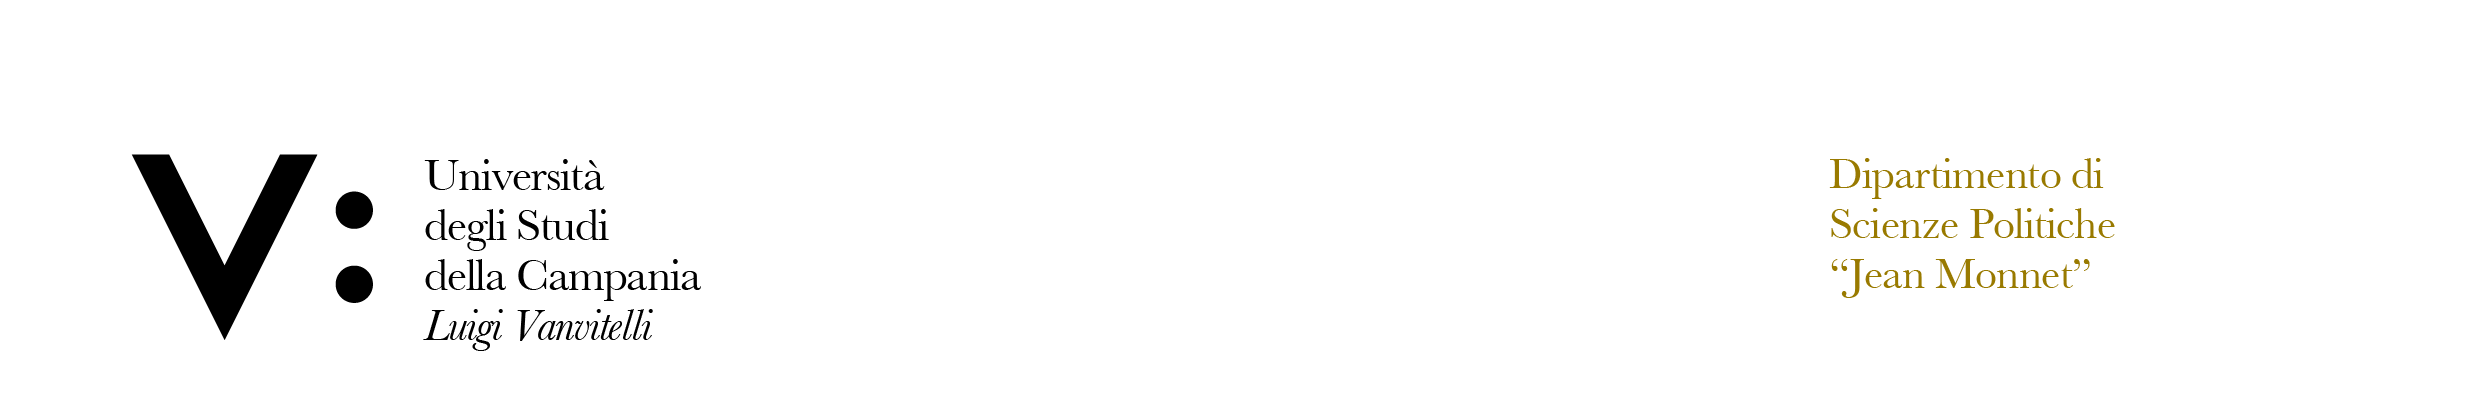 V:
Università
degli Studi
della Campania
Luigi Vanvitelli
Dipartimento di
Scienze Politiche
“Jean Monnet”